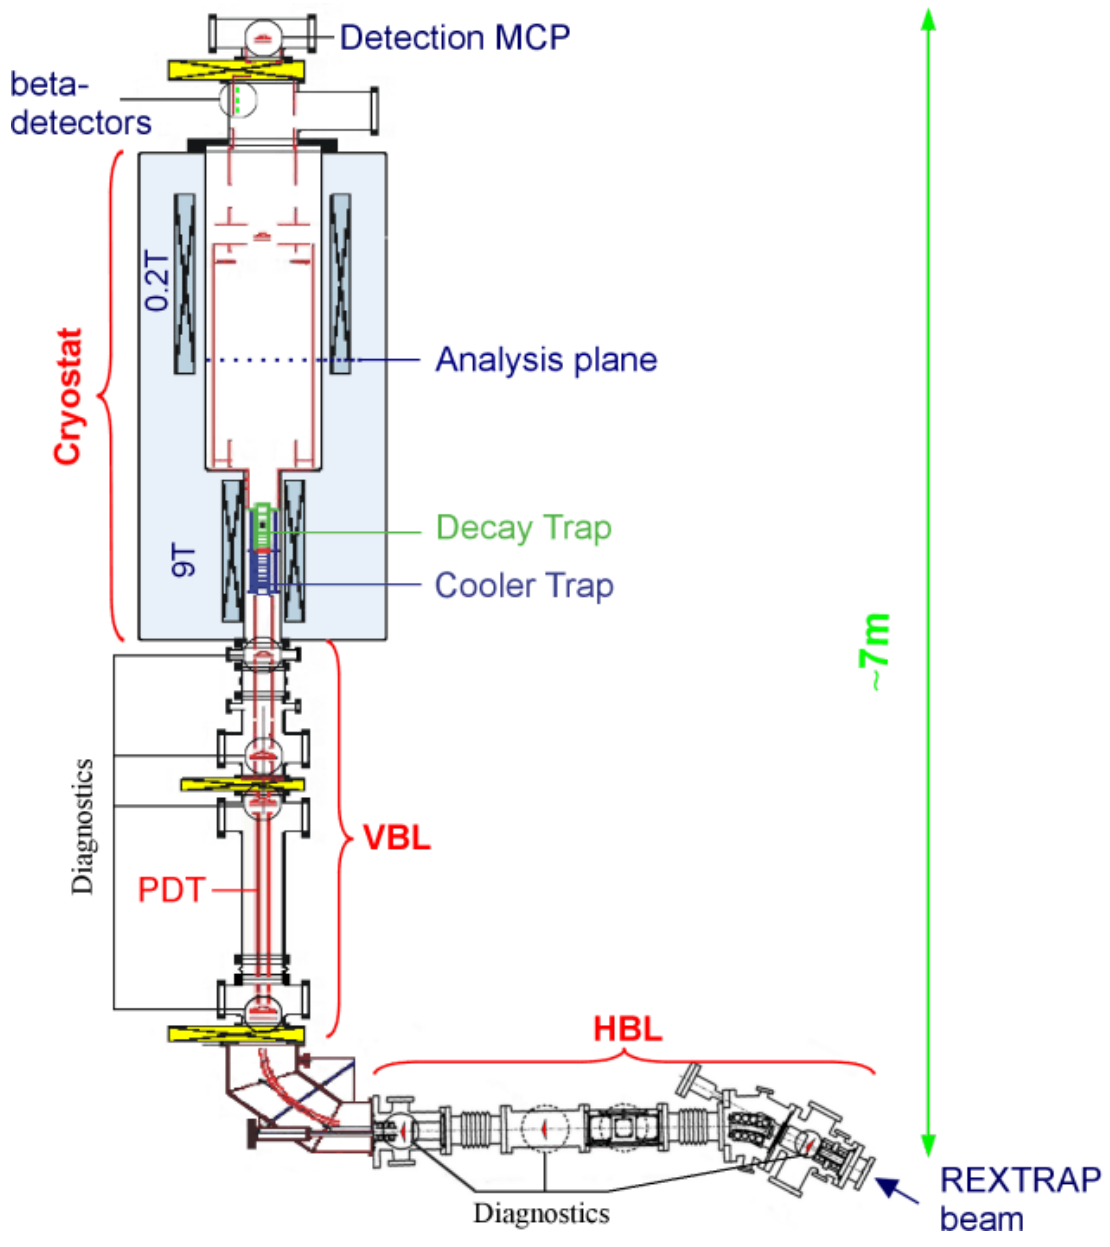 Detection MCP
beta-
detectors
0.2T
Cryostat
Analysis plane
Decay Trap
9T
Cooler Trap
~7m
Diagnostics
VBL
PDT
HBL
REXTRAP
beam
Diagnostics